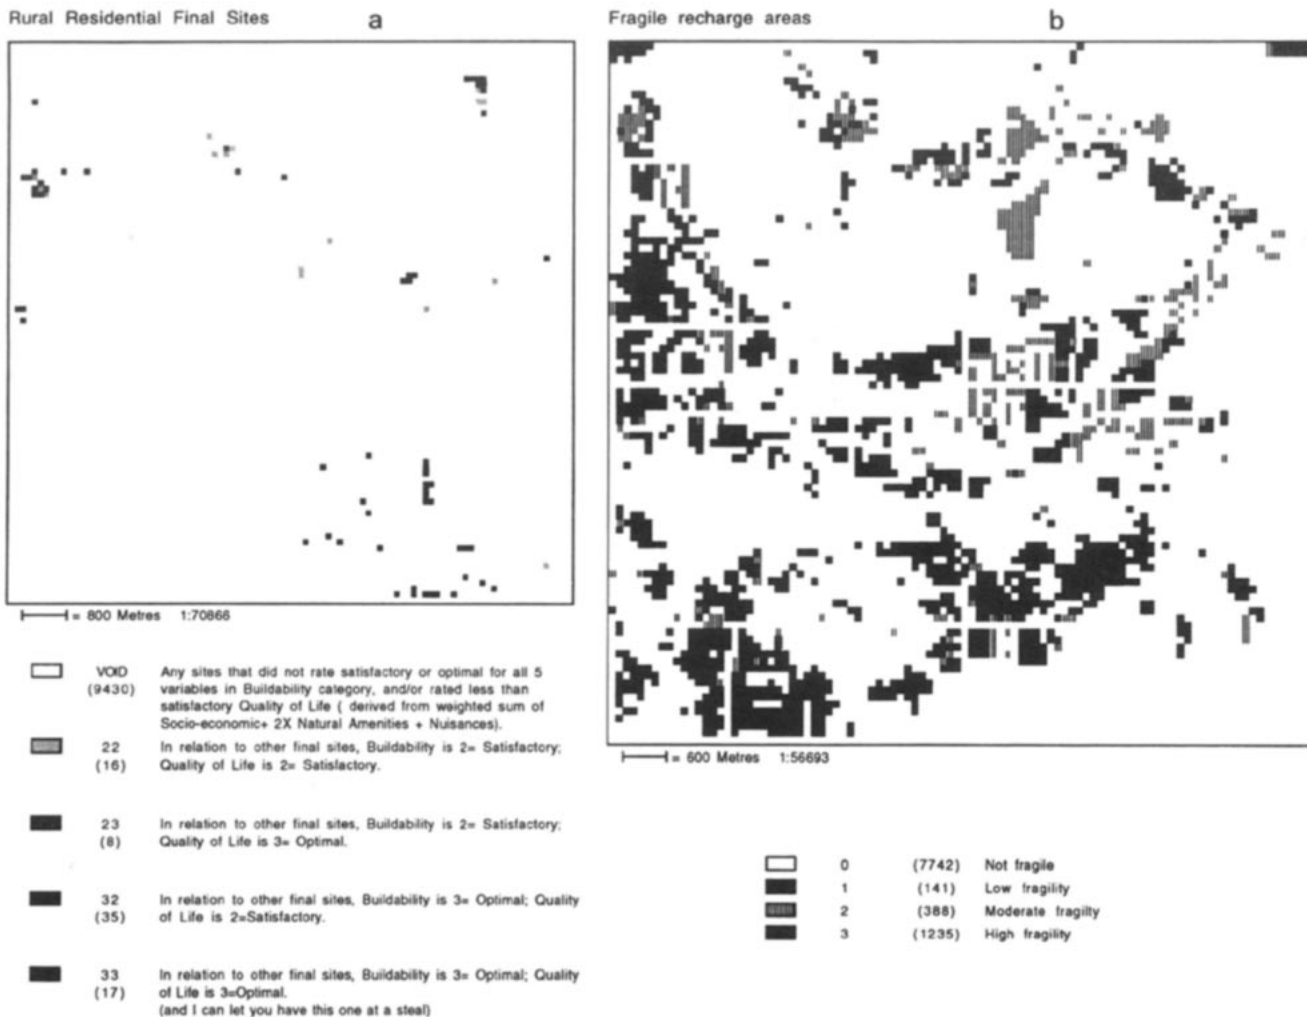 Rural Residential Final Sites a
= 800 Metres 1:70866
VOID Any sites that did not rate satisfactory or optimal for all 5
(9430) variables in Buildability category, and/or rated less than
satisfactory Quality of Life ( derived from weighted sum of
Socio-economic+ 2X Natural Amenities + Nuisances).
22 In relation to other final sites, Buildability is 2= Satisfactory;
(16) Quality of Life is 2= Satisfactory.
23 In relation to other final sites, Buildability is 2= Satisfactory;
(8) Quality of Life is 3= Optimal.
32 In relation to other final sites, Buildability is 3= Optimal; Quality
(35) of Life is 2=Satisfactory.
33 In relation to other final sites, Buildability is 3= Optimal; Quality
(17) of Life is 3=Optimal.
(and I can let you have this one at a steal)
Fragile recharge areas b
= 600 Metres 1:56693
0 (7742) Not fragile
1 (141) Low fragility
2 (388) Moderate fragilty
3 (1235) High fragility